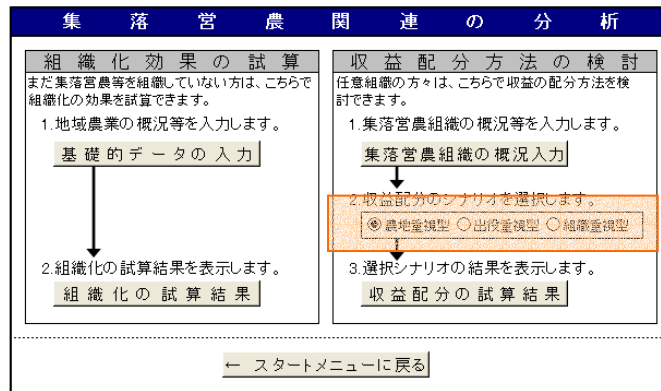 集落営農関連の分析
組織化効果の試算
まだ集落営農等を組織していない方は、こちらで
組織化の効果を試算できます。
1.地域農業の概況等を入力します。
基礎的データの入力
2.組織化の試算結果を表示します。
組織化の試算結果
収益配分方法の検討
任意組織の方々は、こちらで収益の配分方法を検
討できます。
1.集落営農組織の概況等を入力します。
集落営農組織の概況入力
2.収益配分のシナリオを選択します。
農地重視型 出役重視型 組織重視型
3.選択シナリオの結果を表示します。
収益配分の試算結果
← スタートメニューに戻る